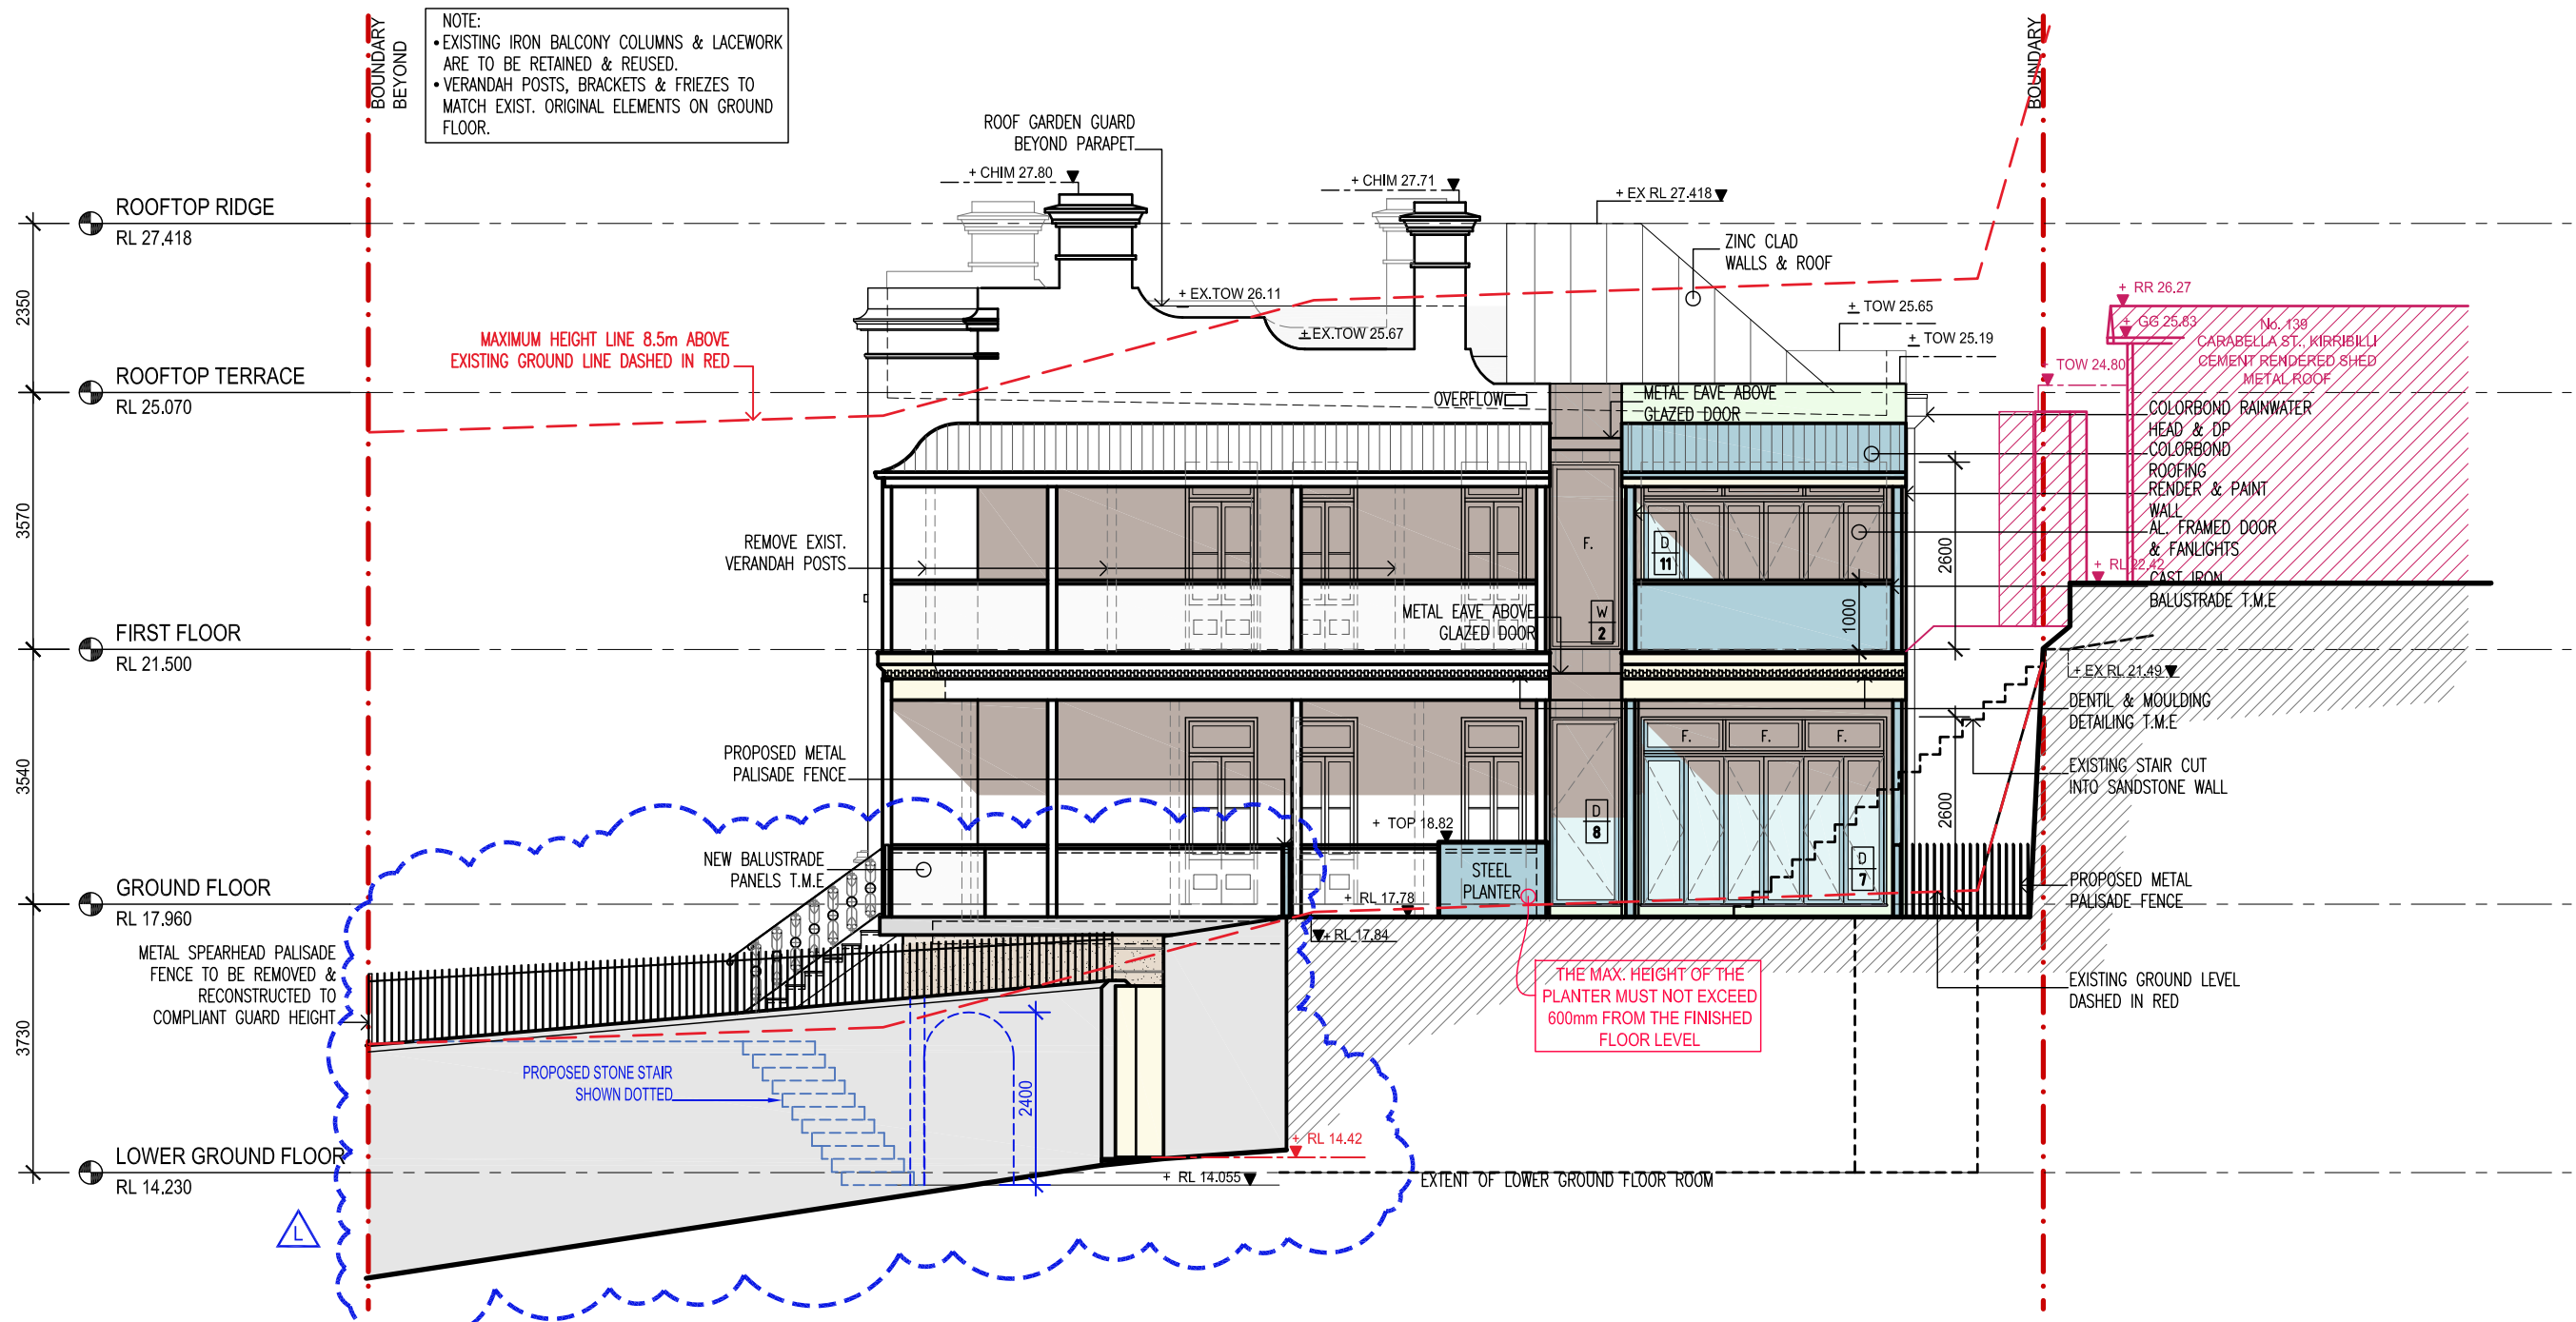 NOTE:
• EXISTING IRON BALCONY COLUMNS & LACEWORK
ARE TO BE RETAINED & REUSED.
• VERANDAH POSTS, BRACKETS & FRIEZES TO
MATCH EXIST. ORIGINAL ELEMENTS ON GROUND
FLOOR.
BOUNDARY
BEYOND
BOUNDARY
ROOF GARDEN GUARD
BEYOND PARAPET
+ CHIM 27.80
+ CHIM 27.71
+ EX RL 27.418
ROOFTOP RIDGE
RL 27.418
ZINC CLAD
WALLS & ROOF
2350
+ EX.TOW 26.11
+ EX.TOW 25.67
+ TOW 25.65
+ TOW 25.19
+ RR 26.27
+ GG 25.83
No. 139
CARABELLA ST., KIRRIBILLI
CEMENT RENDERED SHED
METAL ROOF
+ TOW 24.80
MAXIMUM HEIGHT LINE 8.5m ABOVE
EXISTING GROUND LINE DASHED IN RED
ROOFTOP TERRACE
RL 25.070
OVERFLOW
METAL EAVE ABOVE
GLAZED DOOR
COLORBOND RAINWATER
HEAD & DP
COLORBOND
ROOFING
RENDER & PAINT
WALL
AL. FRAMED DOOR
& FANLIGHTS
3570
REMOVE EXIST.
VERANDAH POSTS
F.
D
11
2600
+ RL 22.42
CAST IRON
BALUSTRADE T.M.E
METAL EAVE ABOVE
GLAZED DOOR
W
2
1000
FIRST FLOOR
RL 21.500
+ EX RL 21.49
DENTIL & MOULDING
DETAILING T.M.E
3540
PROPOSED METAL
PALISADE FENCE
F.
F.
F.
EXISTING STAIR CUT
INTO SANDSTONE WALL
+ TOP 18.82
D
8
2600
NEW BALUSTRADE
PANELS T.M.E
STEEL
PLANTER
D
7
GROUND FLOOR
RL 17.960
+ RL 17.78
PROPOSED METAL
PALISADE FENCE
+ RL 17.84
METAL SPEARHEAD PALISADE
FENCE TO BE REMOVED &
RECONSTRUCTED TO
COMPLIANT GUARD HEIGHT
THE MAX. HEIGHT OF THE
PLANTER MUST NOT EXCEED
600mm FROM THE FINISHED
FLOOR LEVEL
EXISTING GROUND LEVEL
DASHED IN RED
3730
PROPOSED STONE STAIR
SHOWN DOTTED
2400
+ RL 14.42
LOWER GROUND FLOOR
RL 14.230
+ RL 14.055
EXTENT OF LOWER GROUND FLOOR ROOM
L